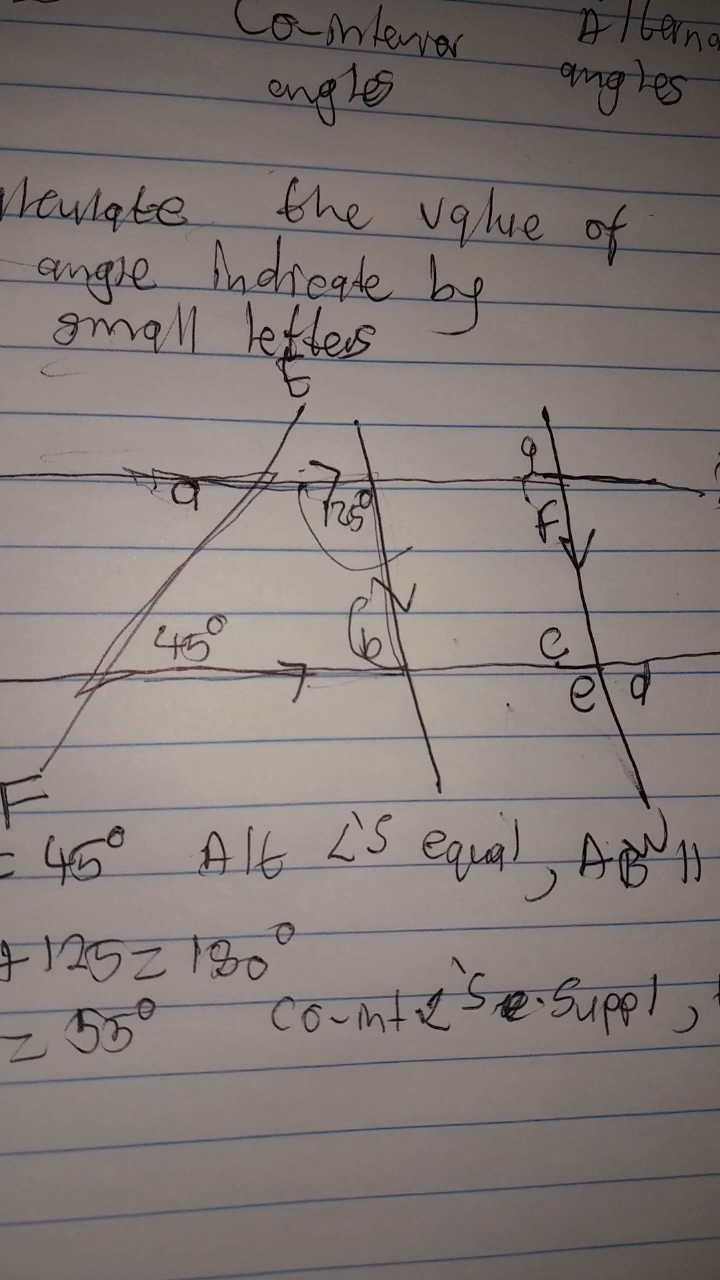 Co-interior Alterna
angles angles
lculate the value of
angle Indicate by
small letters
E
a 125° g
f
45° b c
e d
F
= 45° Alt ∠'S equal, AB ||
+ 125 = 180°
= 55° Co-int ∠'S Suppl,